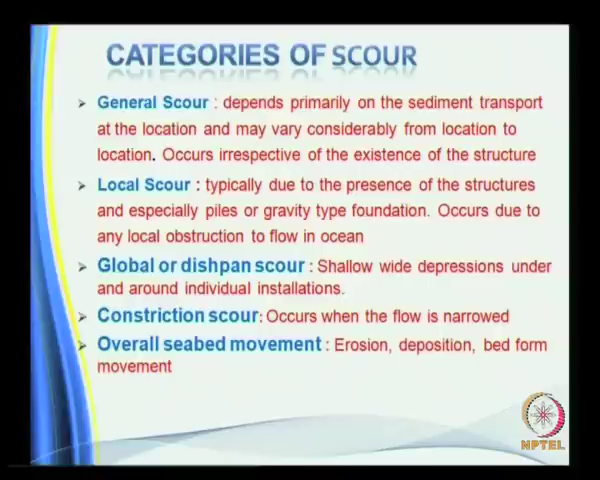 CATEGORIES OF SCOUR
General Scour : depends primarily on the sediment transport
at the location and may vary considerably from location to
location. Occurs irrespective of the existence of the structure
Local Scour : typically due to the presence of the structures
and especially piles or gravity type foundation. Occurs due to
any local obstruction to flow in ocean
Global or dishpan scour : Shallow wide depressions under
and around individual installations.
Constriction scour: Occurs when the flow is narrowed
Overall seabed movement : Erosion, deposition, bed form
movement
NPTEL